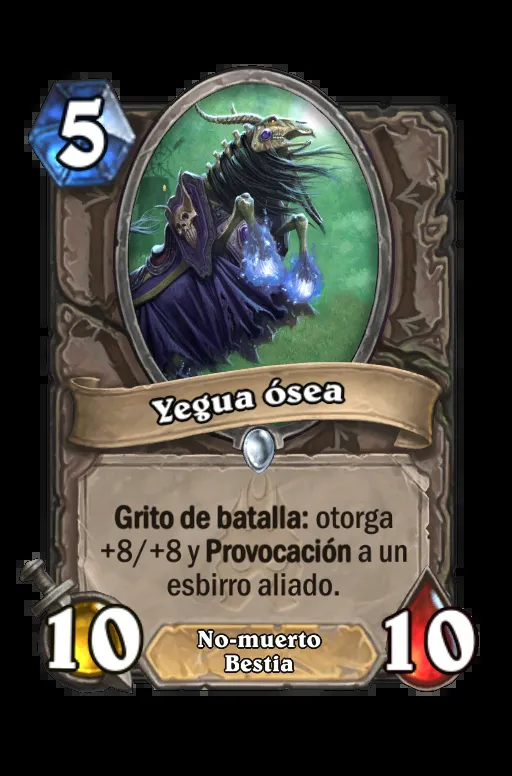 5
Yegua ósea
Grito de batalla: otorga
+8/+8 y Provocación a un
esbirro aliado.
10
No-muerto
Bestia
10